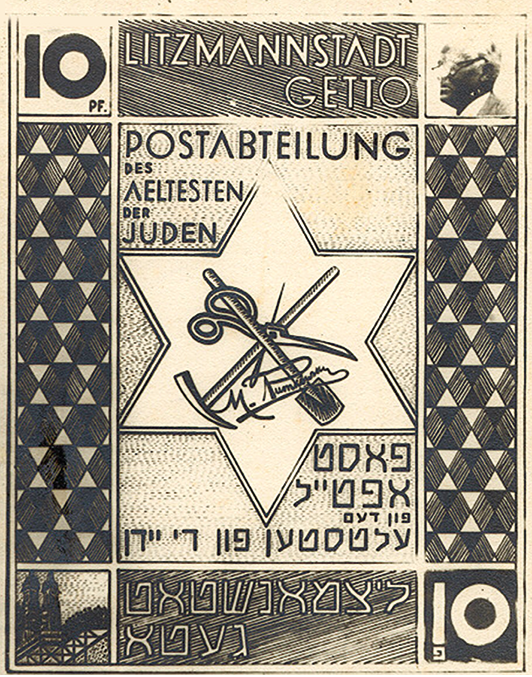 10 PF.
LITZMANNSTADT
GETTO
POSTABTEILUNG
DES
AELTESTEN
DER
JUDEN
M. Rumkowski
פאסט
אפטייל
פון דעם
עלטסטען פון די יידן
ליצמאנשטאט
געטא
10